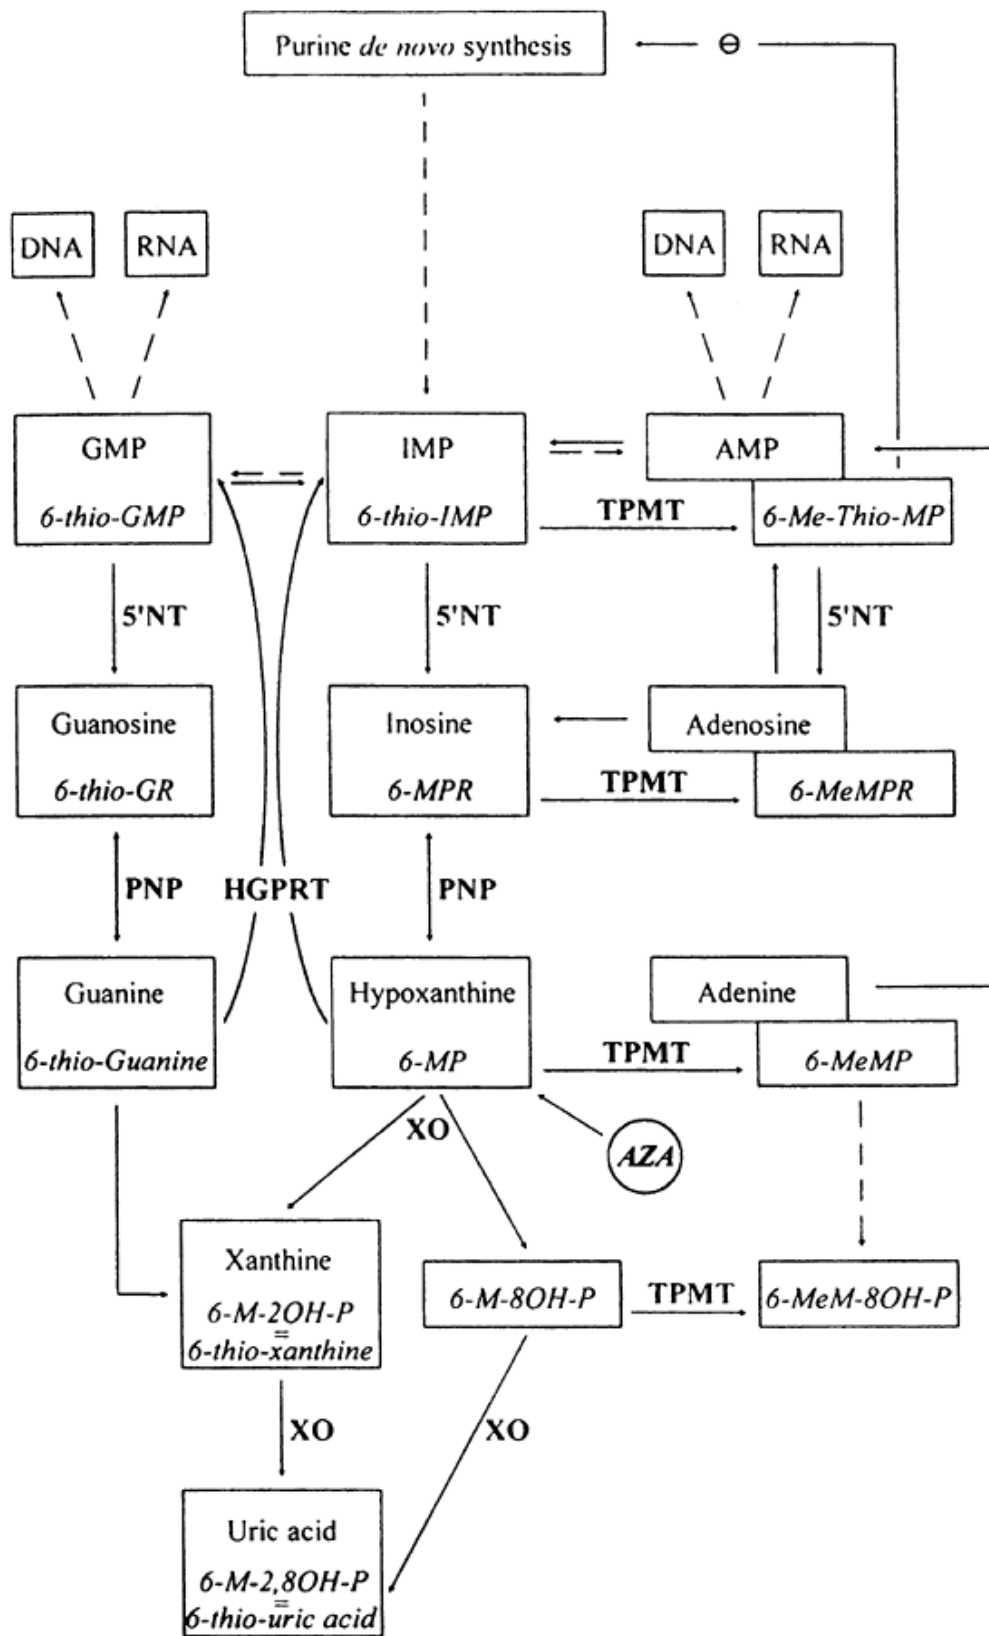 Purine de novo synthesis
⊖
DNA
RNA
DNA
RNA
GMP
6-thio-GMP
IMP
6-thio-IMP
AMP
TPMT
6-Me-Thio-MP
5'NT
5'NT
5'NT
Guanosine
6-thio-GR
Inosine
6-MPR
Adenosine
TPMT
6-MeMPR
PNP
HGPRT
PNP
Guanine
6-thio-Guanine
Hypoxanthine
6-MP
Adenine
TPMT
6-MeMP
XO
AZA
Xanthine
6-M-2OH-P
=
6-thio-xanthine
6-M-8OH-P
TPMT
6-MeM-8OH-P
XO
XO
Uric acid
6-M-2,8OH-P
=
6-thio-uric acid